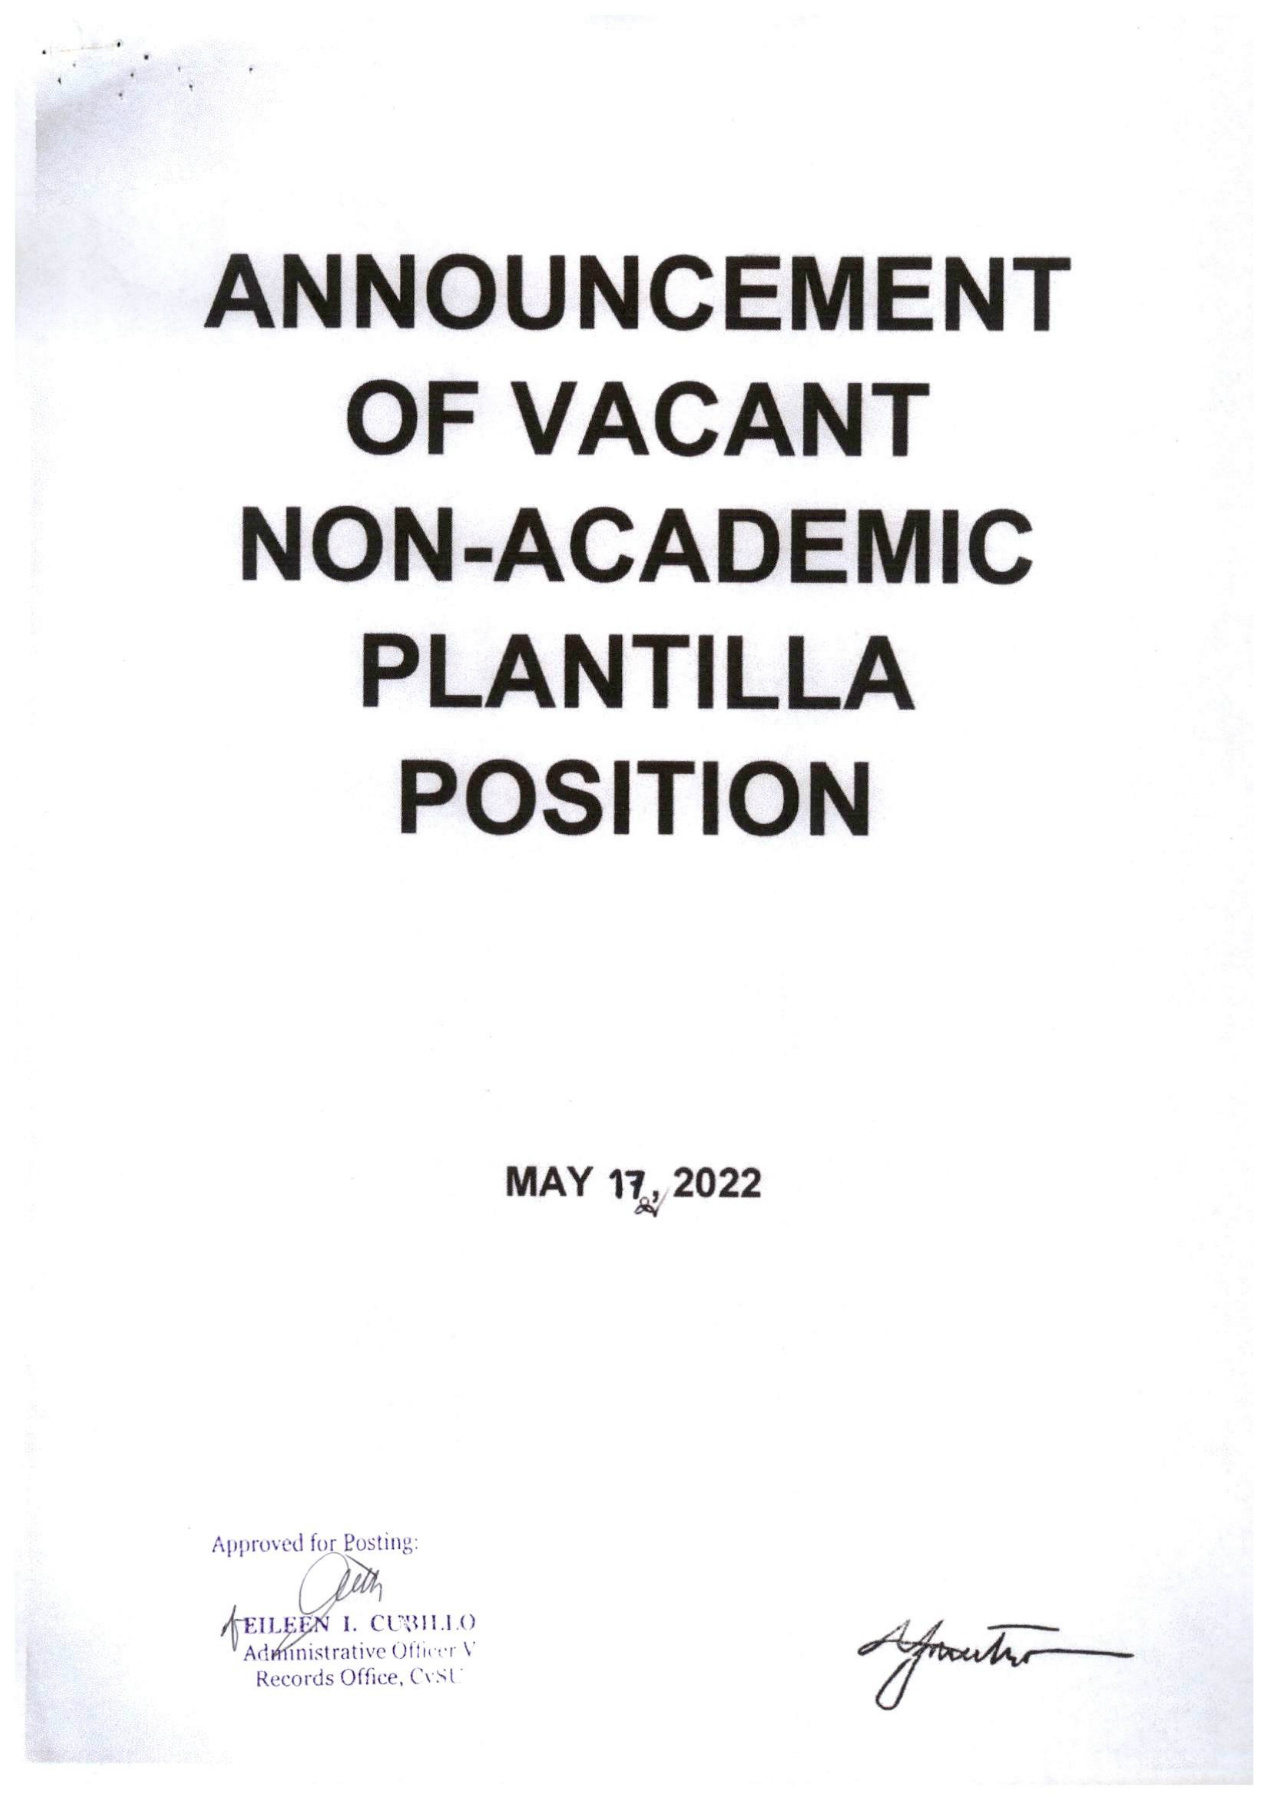 ANNOUNCEMENT
OF VACANT
NON-ACADEMIC
PLANTILLA
POSITION
MAY 17, 2022
Approved for Posting:
EILEEN I. CUBILLO
Administrative Officer V
Records Office, CvSU